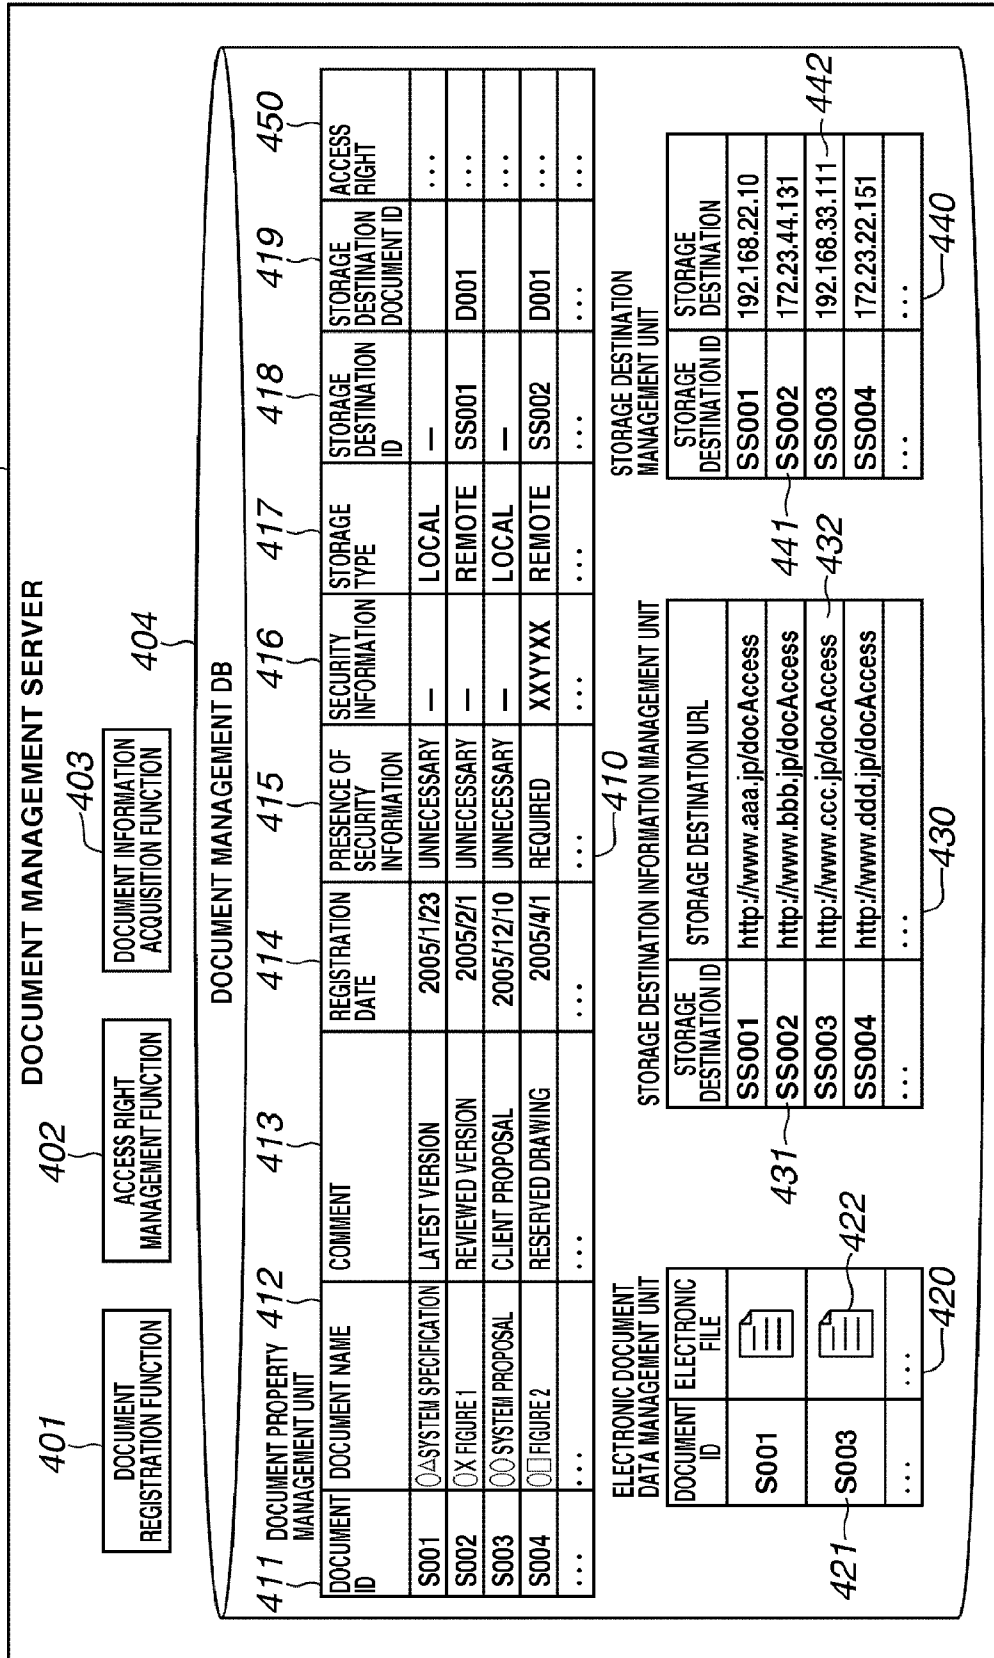 DOCUMENT MANAGEMENT SERVER
401
402
403
DOCUMENT
REGISTRATION FUNCTION
ACCESS RIGHT
MANAGEMENT FUNCTION
DOCUMENT INFORMATION
ACQUISITION FUNCTION
404
DOCUMENT MANAGEMENT DB
411 DOCUMENT PROPERTY
MANAGEMENT UNIT
412 413 414 415 416 417 418 419 450
DOCUMENT
ID
DOCUMENT NAME
COMMENT
REGISTRATION
DATE
PRESENCE OF
SECURITY
INFORMATION
SECURITY
INFORMATION
STORAGE
TYPE
STORAGE
DESTINATION
ID
STORAGE
DESTINATION
DOCUMENT ID
ACCESS
RIGHT
S001 ○△SYSTEM SPECIFICATION LATEST VERSION 2005/1/23 UNNECESSARY — LOCAL — ...
S002 ○X FIGURE 1 REVIEWED VERSION 2005/2/1 UNNECESSARY — REMOTE SS001 D001 ...
S003 ○○ SYSTEM PROPOSAL CLIENT PROPOSAL 2005/12/10 UNNECESSARY — LOCAL — ...
S004 ○□ FIGURE 2 RESERVED DRAWING 2005/4/1 REQUIRED XXYYXX REMOTE SS002 D001 ...
... ... ... ... ... ... ... ... ... ...
410
ELECTRONIC DOCUMENT
DATA MANAGEMENT UNIT
DOCUMENT
ID
ELECTRONIC
FILE
S001
S003
... ...
421
422
420
STORAGE DESTINATION INFORMATION MANAGEMENT UNIT
STORAGE
DESTINATION ID
STORAGE DESTINATION URL
SS001 http://www.aaa.jp/docAccess
SS002 http://www.bbb.jp/docAccess
SS003 http://www.ccc.jp/docAccess
SS004 http://www.ddd.jp/docAccess
... ...
431
432
430
STORAGE DESTINATION
MANAGEMENT UNIT
STORAGE
DESTINATION ID
STORAGE
DESTINATION
SS001 192.168.22.10
SS002 172.23.44.131
SS003 192.168.33.111
SS004 172.23.22.151
... ...
441
442
440